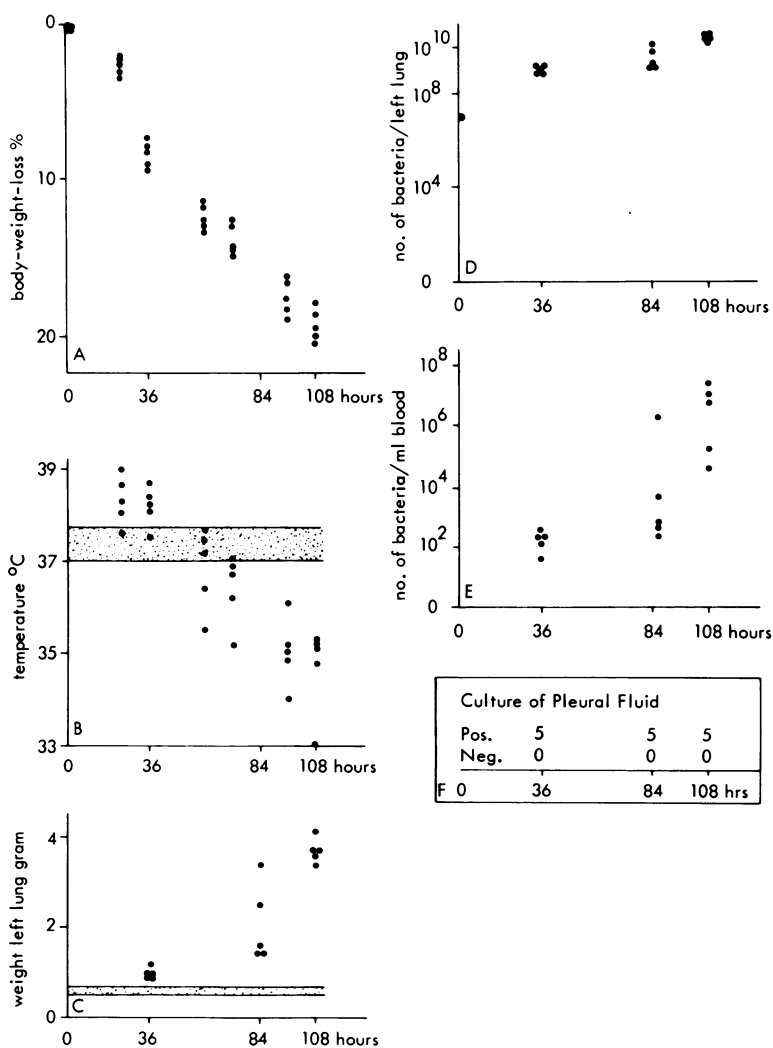 0
10
20
body-weight-loss %
A
0 36 84 108 hours
39
37
35
33
temperature °C
B
0 36 84 108 hours
4
2
0
weight left lung gram
C
0 36 84 108 hours
10^10
10^8
10^4
0
no. of bacteria/left lung
D
0 36 84 108 hours
10^8
10^6
10^4
10^2
0
no. of bacteria/ml blood
E
0 36 84 108 hours
Culture of Pleural Fluid
Pos. 5 5 5
Neg. 0 0 0
F 0 36 84 108 hrs